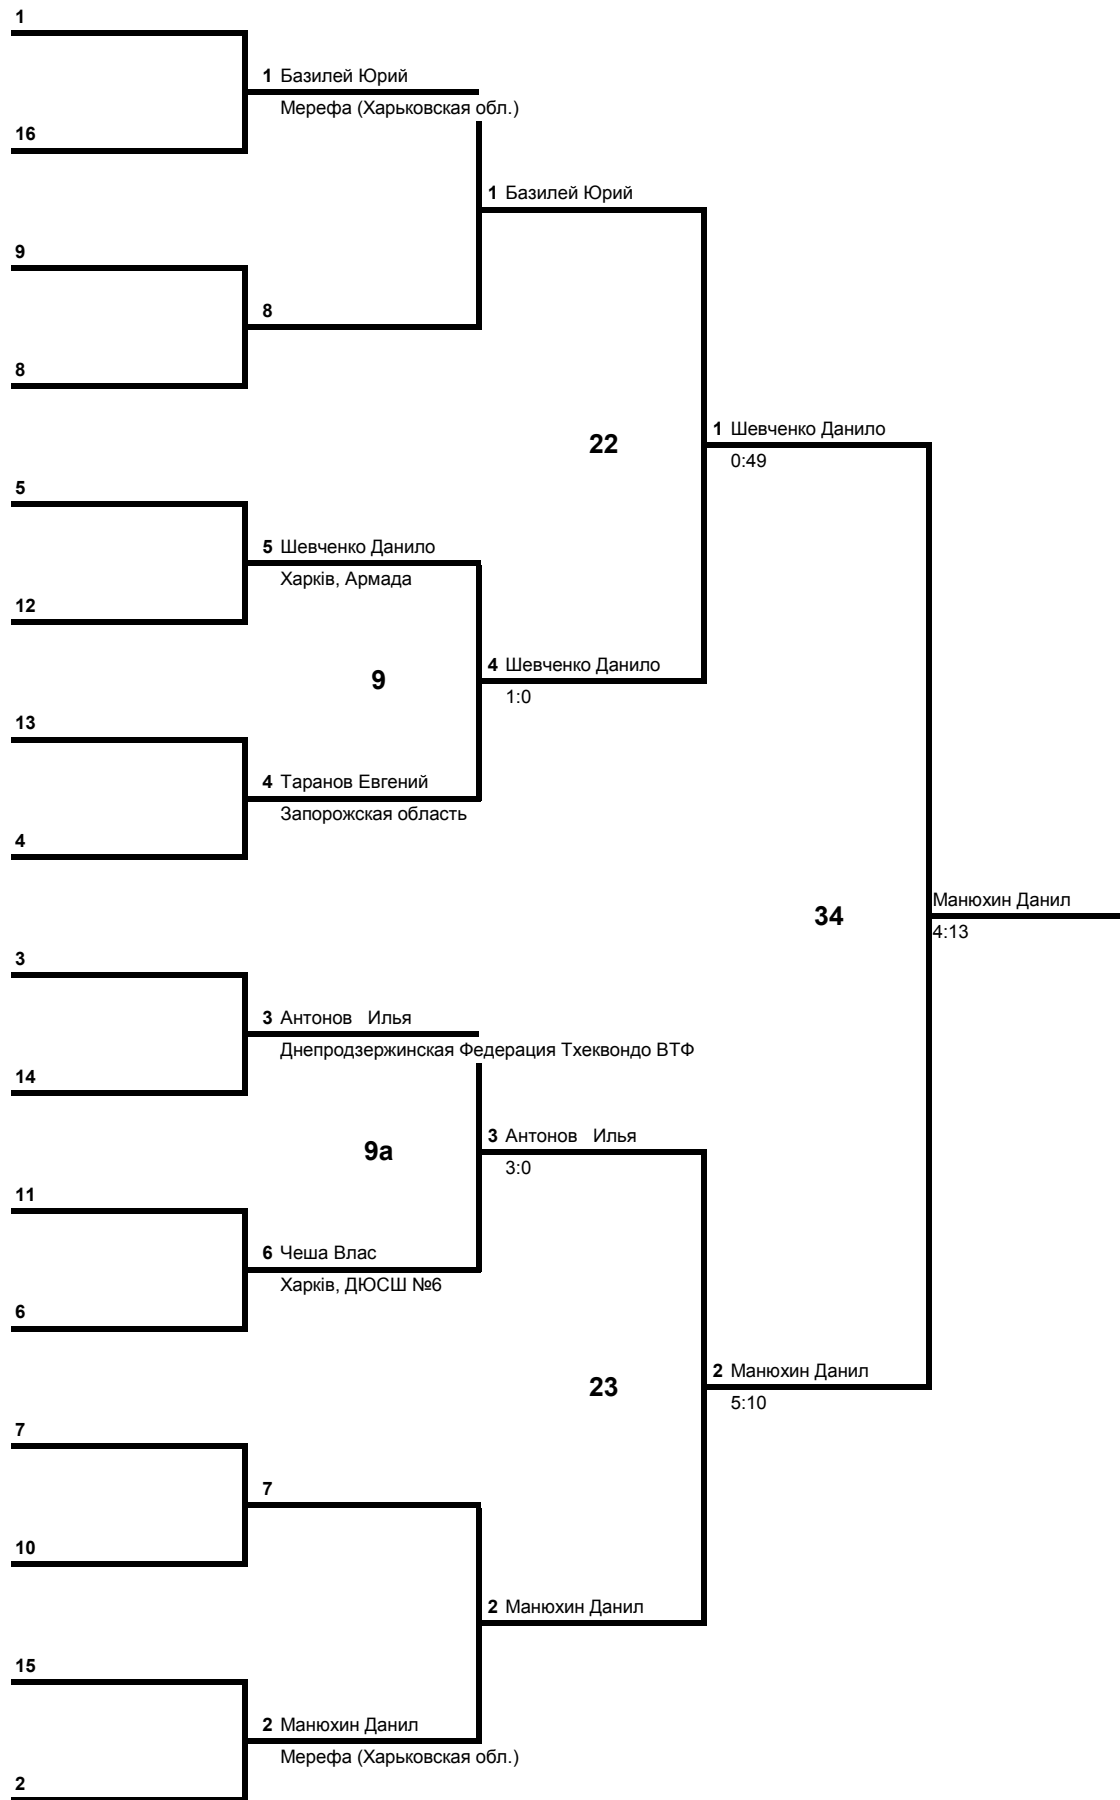 1
1 Базилей Юрий
Мерефа (Харьковская обл.)
16
1 Базилей Юрий
9
8
8
22
1 Шевченко Данило
0:49
5
5 Шевченко Данило
Харків, Армада
12
4 Шевченко Данило
1:0
9
13
4 Таранов Евгений
Запорожская область
4
34
Манюхин Данил
4:13
3
3 Антонов Илья
Днепродзержинская Федерация Тхеквондо ВТФ
14
3 Антонов Илья
3:0
9а
11
6 Чеша Влас
Харків, ДЮСШ №6
6
23
2 Манюхин Данил
5:10
7
7
10
2 Манюхин Данил
15
2 Манюхин Данил
Мерефа (Харьковская обл.)
2